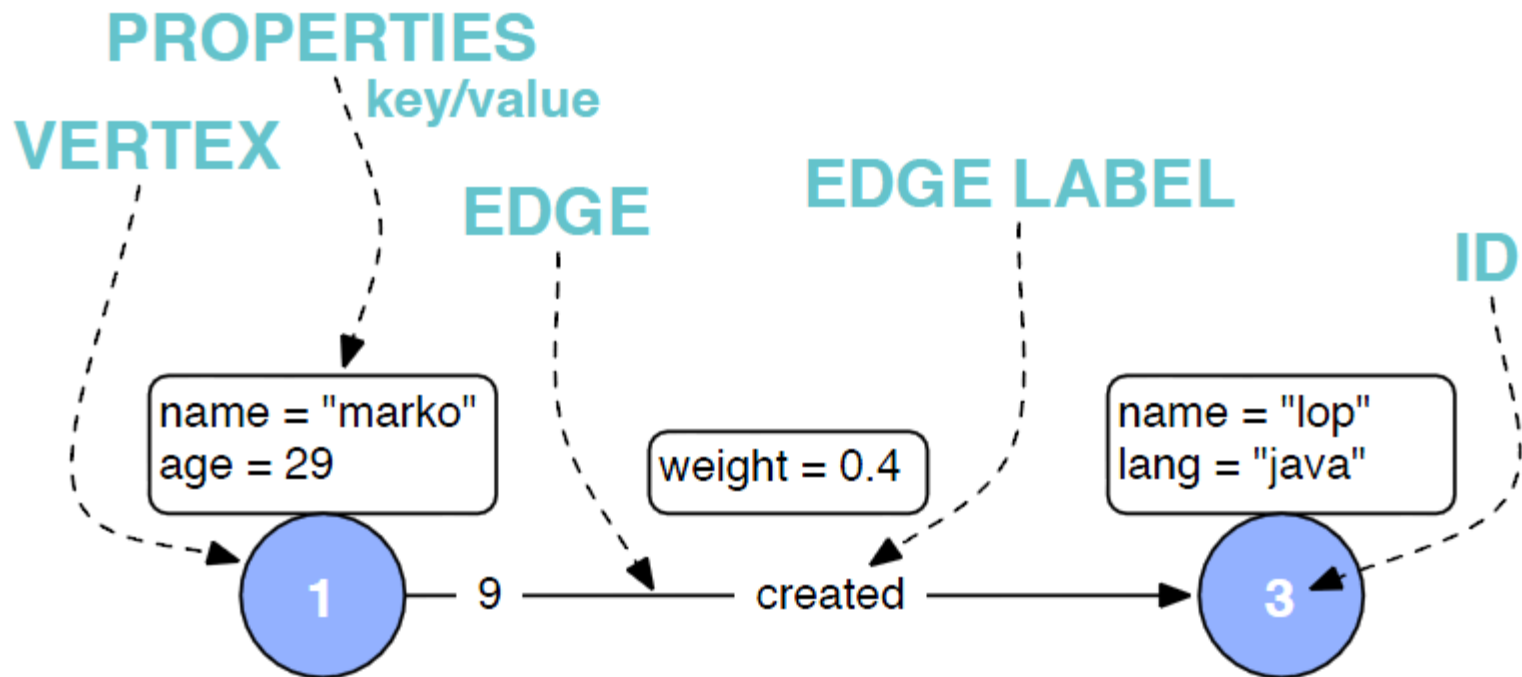 PROPERTIES
key/value
VERTEX
EDGE
EDGE LABEL
ID
name = "marko"
age = 29
weight = 0.4
name = "lop"
lang = "java"
1
9
created
3